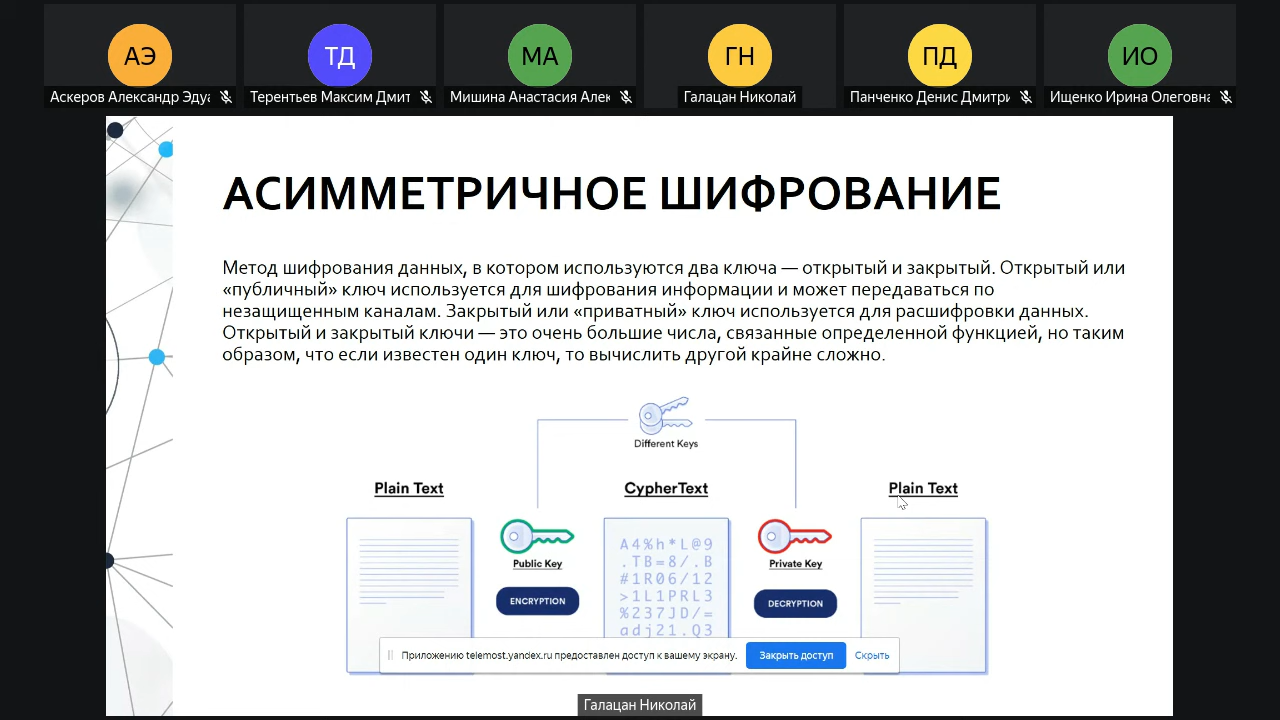 АЭ
ТД
МА
ГН
ПД
ИО
Аскеров Александр Эдуа
Терентьев Максим Дмит
Мишина Анастасия Алек
Галацан Николай
Панченко Денис Дмитри
Ищенко Ирина Олеговна
АСИММЕТРИЧНОЕ ШИФРОВАНИЕ
Метод шифрования данных, в котором используются два ключа — открытый и закрытый. Открытый или
«публичный» ключ используется для шифрования информации и может передаваться по
незащищенным каналам. Закрытый или «приватный» ключ используется для расшифровки данных.
Открытый и закрытый ключи — это очень большие числа, связанные определенной функцией, но таким
образом, что если известен один ключ, то вычислить другой крайне сложно.
Different Keys
Plain Text
CypherText
Plain Text
Public Key
ENCRYPTION
A4%h*L@9
.TB=8/.B
#1R06/12
>1L1PRL3
%237JD/=
adj21.Q3
Private Key
DECRYPTION
Приложению telemost.yandex.ru предоставлен доступ к вашему экрану.
Закрыть доступ
Скрыть
Галацан Николай